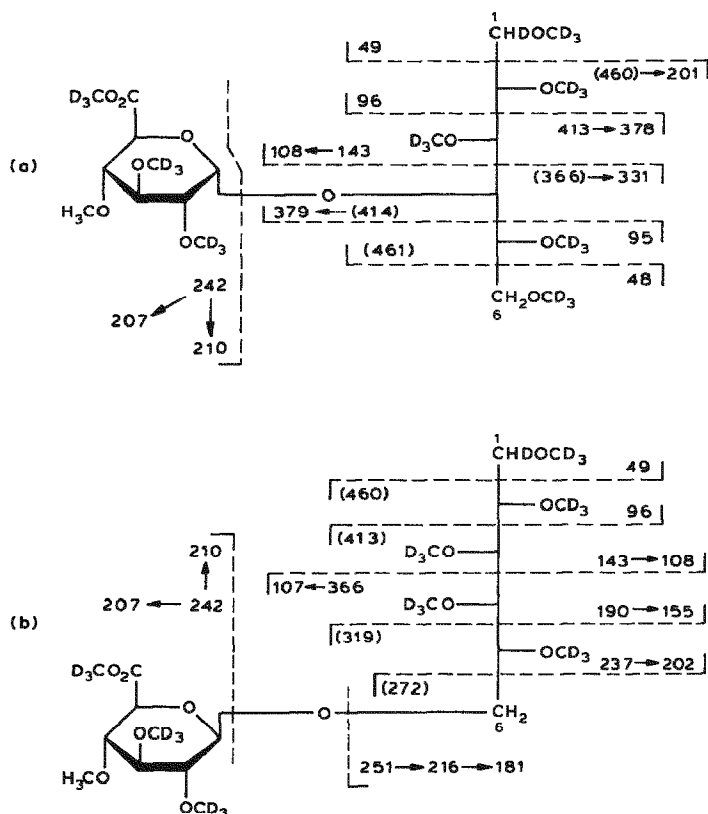 1
CHDOCD₃
49
(460)→201
D₃CO₂C
OCD₃
96
D₃CO
413→378
(a)
O
108←143
OCD₃
(366)→331
O
H₃CO
379←(414)
OCD₃
95
OCD₃
(461)
48
242
CH₂OCD₃
6
207
210
1
CHDOCD₃
49
(460)
OCD₃
96
210
(413)
D₃CO
143→108
107←366
207←242
D₃CO
190→155
(b)
(319)
OCD₃
237→202
D₃CO₂C
(272)
O
O
CH₂
6
OCD₃
H₃CO
251→216→181
OCD₃